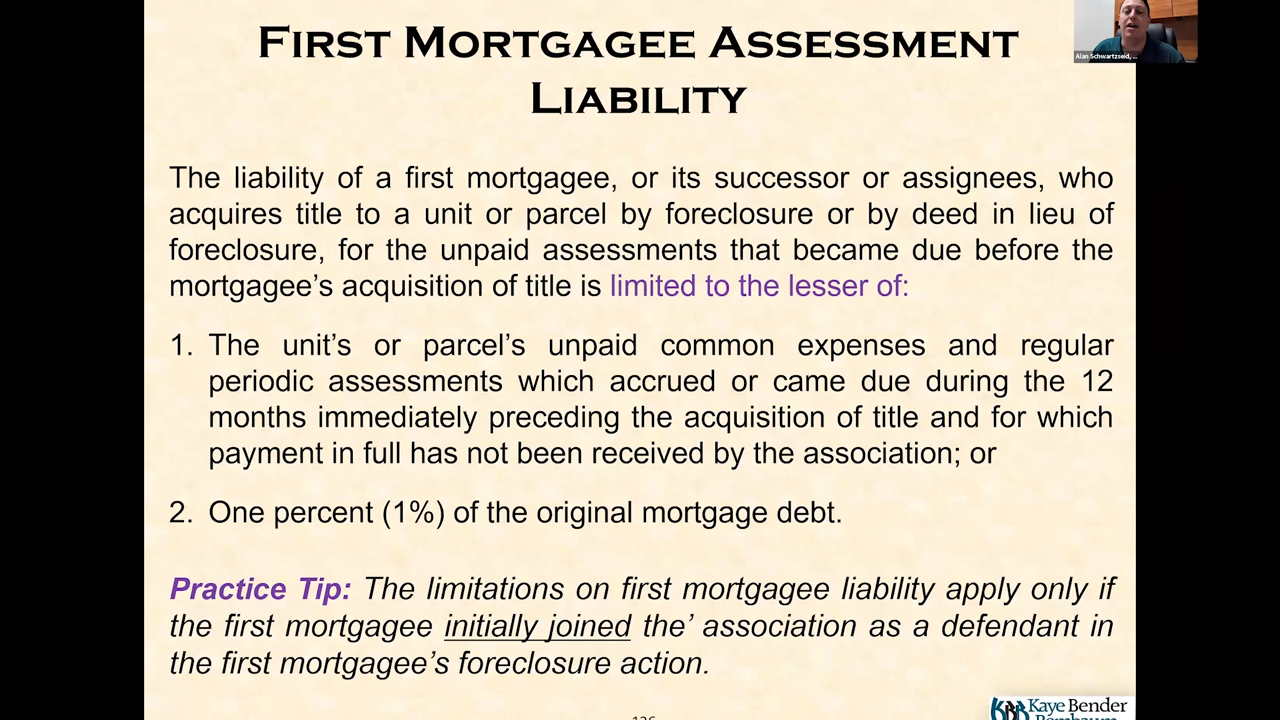 FIRST MORTGAGEE ASSESSMENT
LIABILITY
Alan Schwartzseid, ...
The liability of a first mortgagee, or its successor or assignees, who
acquires title to a unit or parcel by foreclosure or by deed in lieu of
foreclosure, for the unpaid assessments that became due before the
mortgagee’s acquisition of title is limited to the lesser of:
1. The unit’s or parcel’s unpaid common expenses and regular
periodic assessments which accrued or came due during the 12
months immediately preceding the acquisition of title and for which
payment in full has not been received by the association; or
2. One percent (1%) of the original mortgage debt.
Practice Tip: The limitations on first mortgagee liability apply only if
the first mortgagee initially joined the’ association as a defendant in
the first mortgagee’s foreclosure action.
KBR Kaye Bender